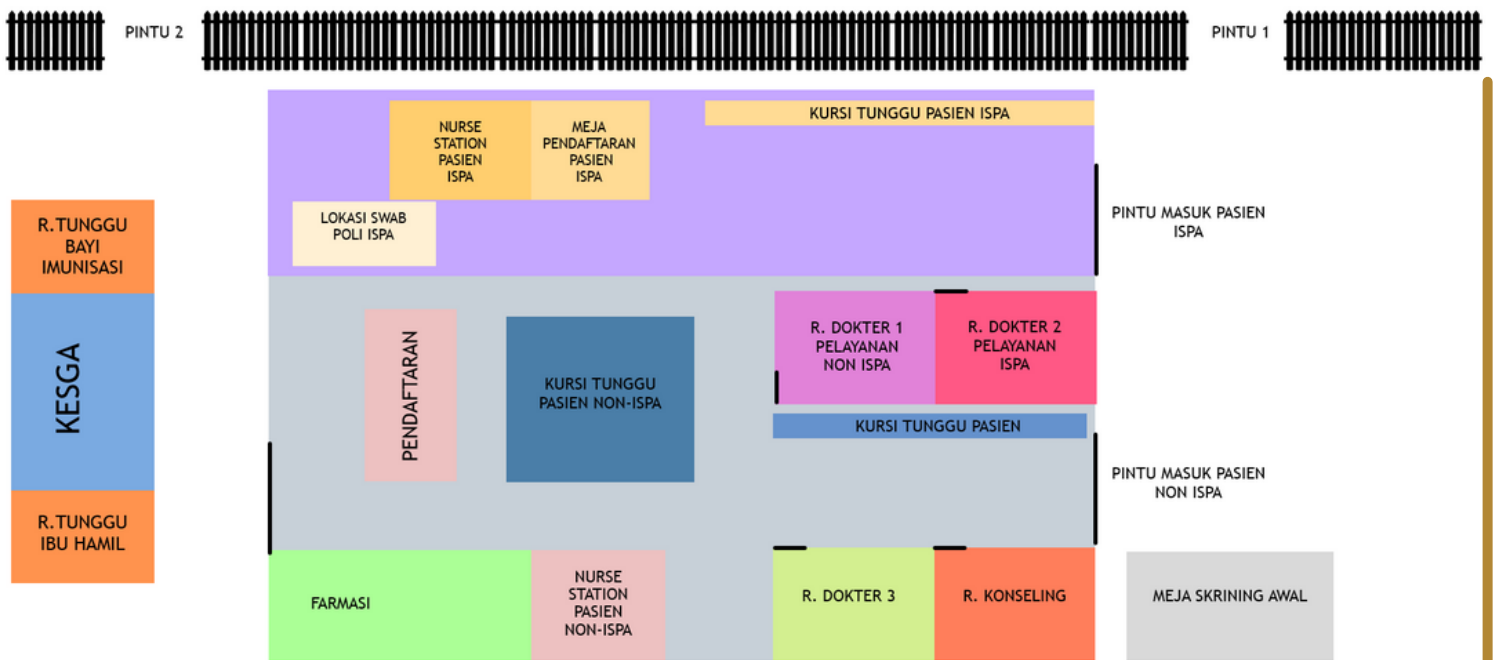 PINTU 2
PINTU 1
KURSI TUNGGU PASIEN ISPA
NURSE
STATION
PASIEN
ISPA
MEJA
PENDAFTARAN
PASIEN
ISPA
LOKASI SWAB
POLI ISPA
PINTU MASUK PASIEN
ISPA
R.TUNGGU
BAYI
IMUNISASI
KESGA
R.TUNGGU
IBU HAMIL
PENDAFTARAN
KURSI TUNGGU
PASIEN NON-ISPA
R. DOKTER 1
PELAYANAN
NON ISPA
R. DOKTER 2
PELAYANAN
ISPA
KURSI TUNGGU PASIEN
PINTU MASUK PASIEN
NON ISPA
FARMASI
NURSE
STATION
PASIEN
NON-ISPA
R. DOKTER 3
R. KONSELING
MEJA SKRINING AWAL